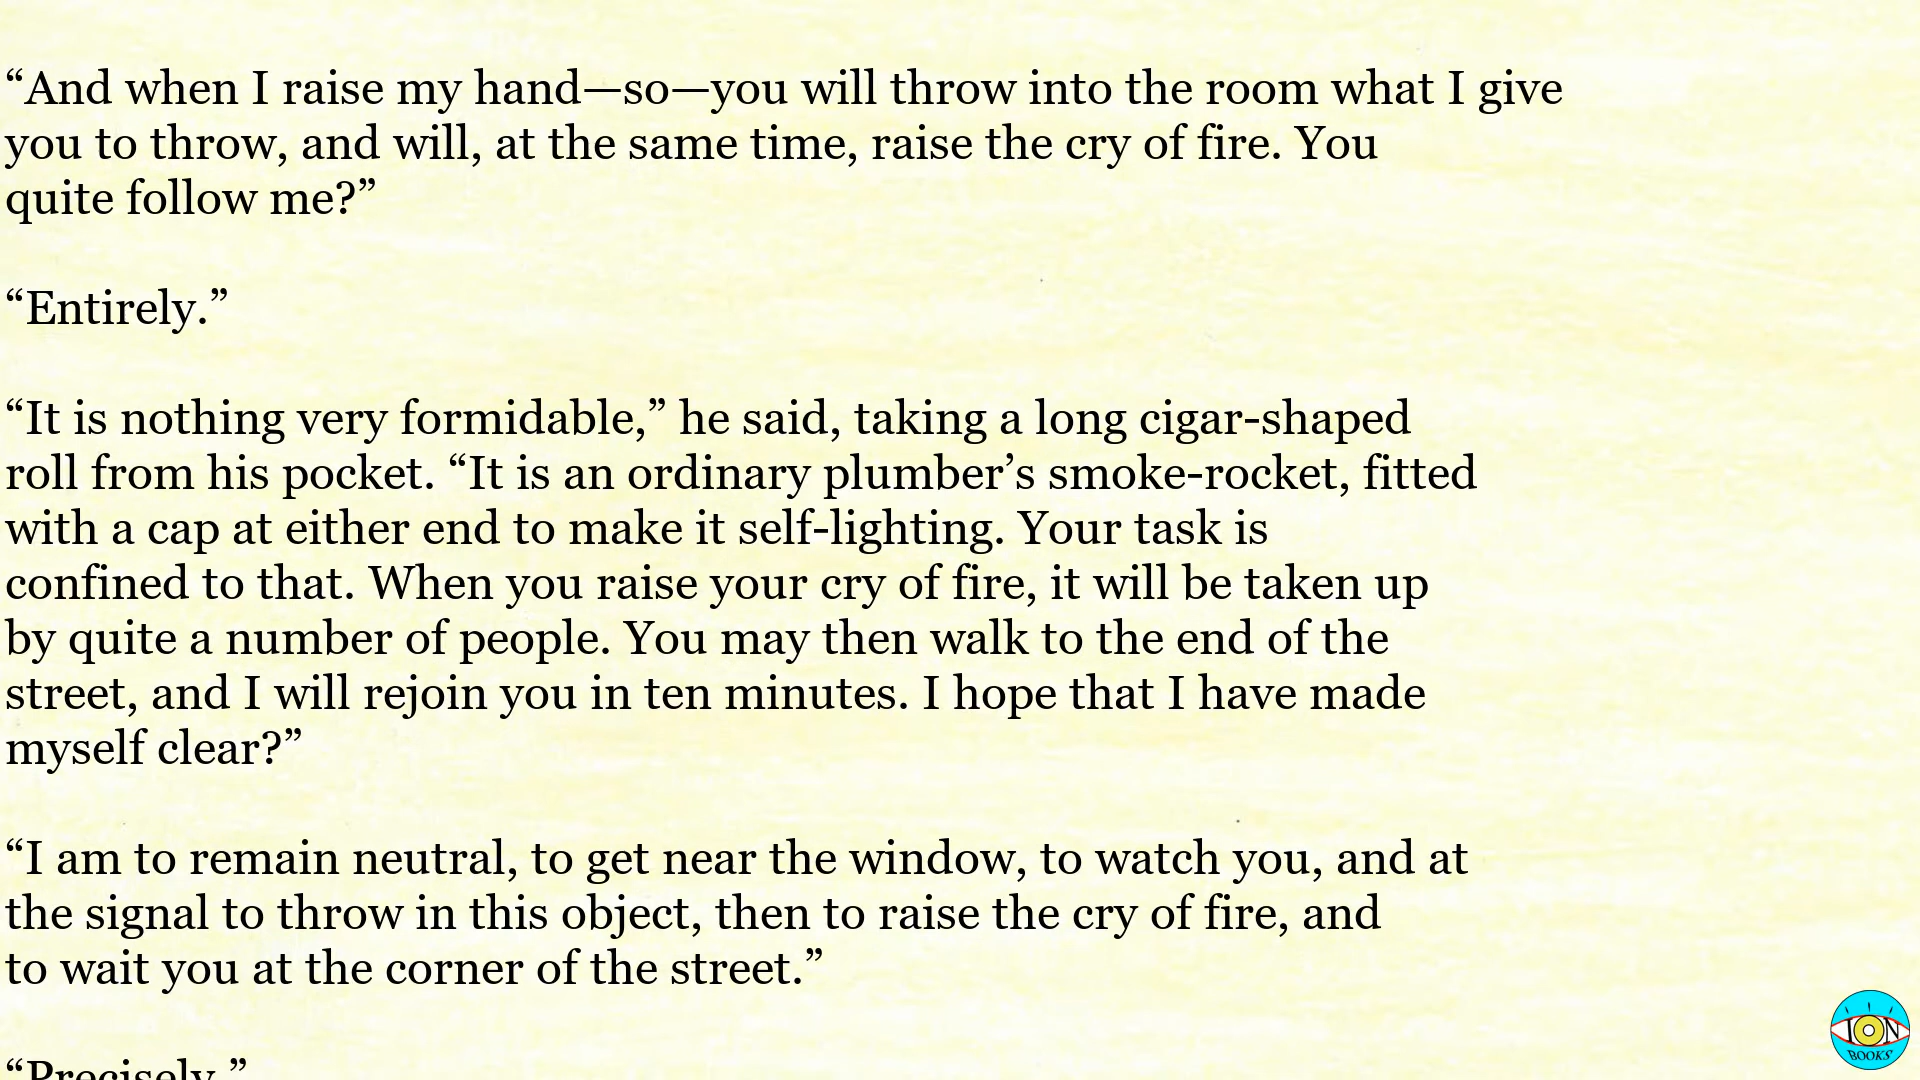 “And when I raise my hand—so—you will throw into the room what I give
you to throw, and will, at the same time, raise the cry of fire. You
quite follow me?”
“Entirely.”
“It is nothing very formidable,” he said, taking a long cigar-shaped
roll from his pocket. “It is an ordinary plumber’s smoke-rocket, fitted
with a cap at either end to make it self-lighting. Your task is
confined to that. When you raise your cry of fire, it will be taken up
by quite a number of people. You may then walk to the end of the
street, and I will rejoin you in ten minutes. I hope that I have made
myself clear?”
“I am to remain neutral, to get near the window, to watch you, and at
the signal to throw in this object, then to raise the cry of fire, and
to wait you at the corner of the street.”
“Precisely.”
ION
BOOKS